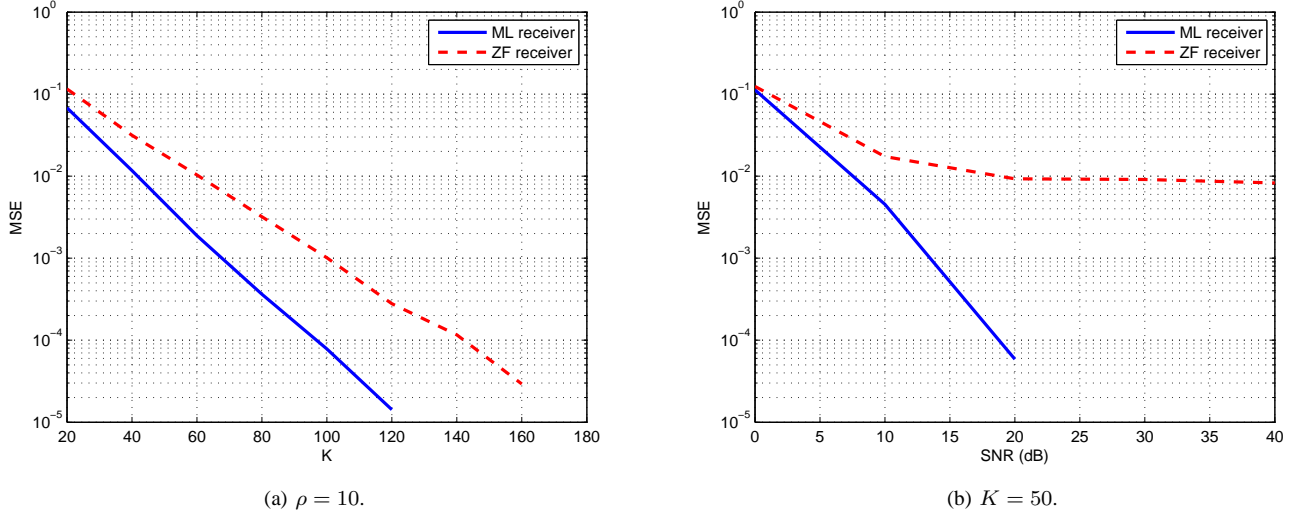 10^0
10^-1
10^-2
10^-3
10^-4
10^-5
MSE
20 40 60 80 100 120 140 160 180
K
ML receiver
ZF receiver
(a) ρ = 10.
10^0
10^-1
10^-2
10^-3
10^-4
10^-5
MSE
0 5 10 15 20 25 30 35 40
SNR (dB)
ML receiver
ZF receiver
(b) K = 50.